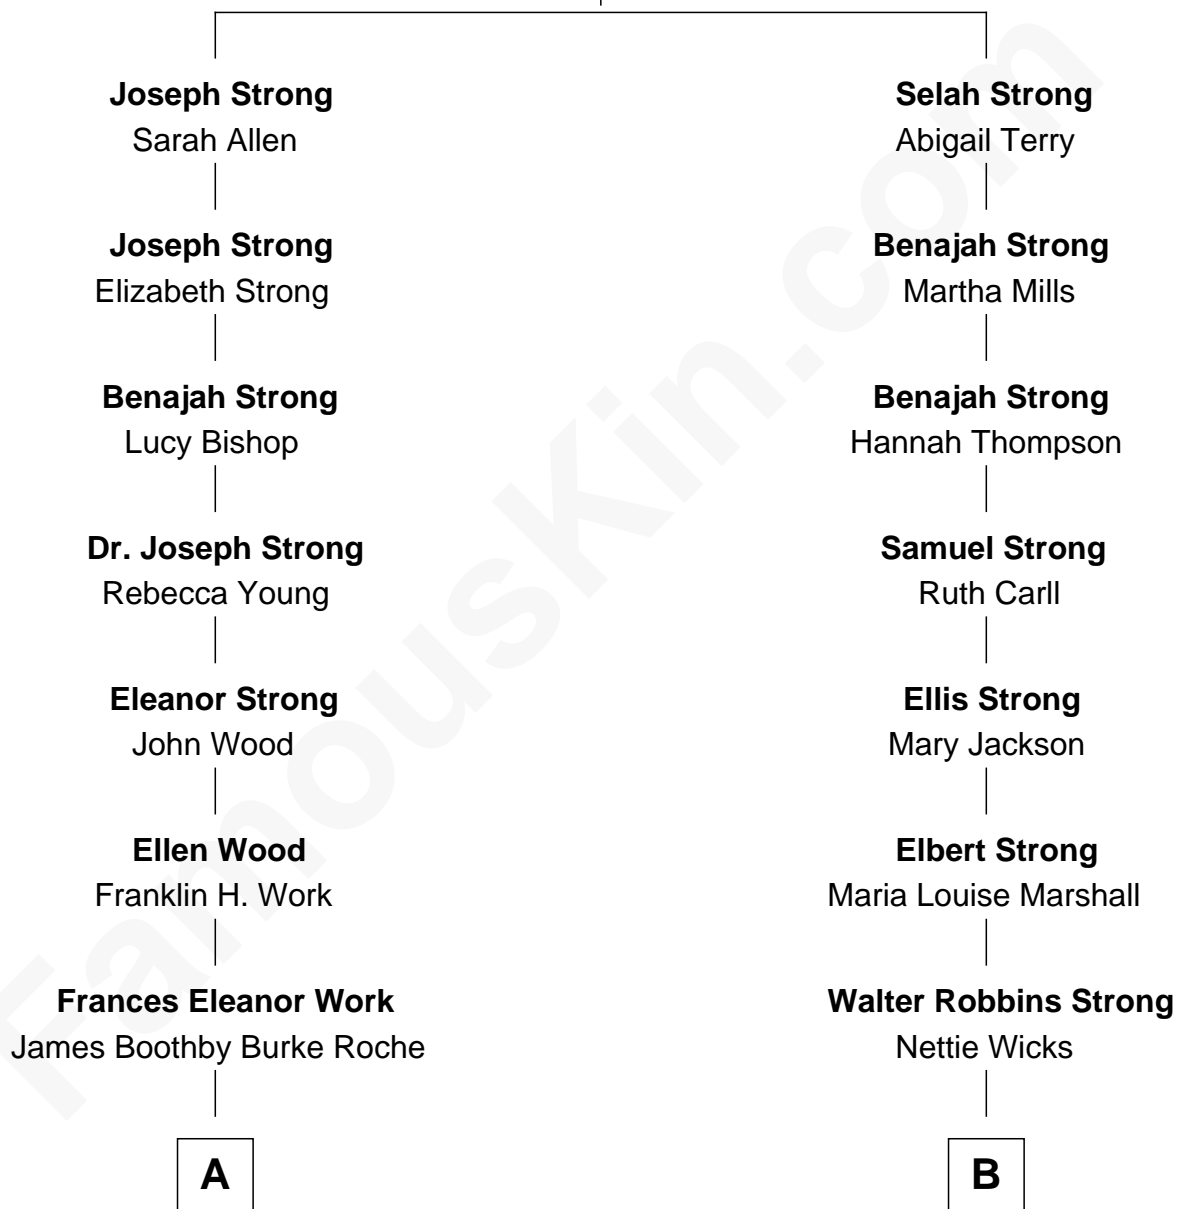 Joseph Strong
Sarah Allen
Joseph Strong
Elizabeth Strong
Benajah Strong
Lucy Bishop
Dr. Joseph Strong
Rebecca Young
Eleanor Strong
John Wood
Ellen Wood
Franklin H. Work
Frances Eleanor Work
James Boothby Burke Roche
A
Selah Strong
Abigail Terry
Benajah Strong
Martha Mills
Benajah Strong
Hannah Thompson
Samuel Strong
Ruth Carll
Ellis Strong
Mary Jackson
Elbert Strong
Maria Louise Marshall
Walter Robbins Strong
Nettie Wicks
B
FamousKin.com